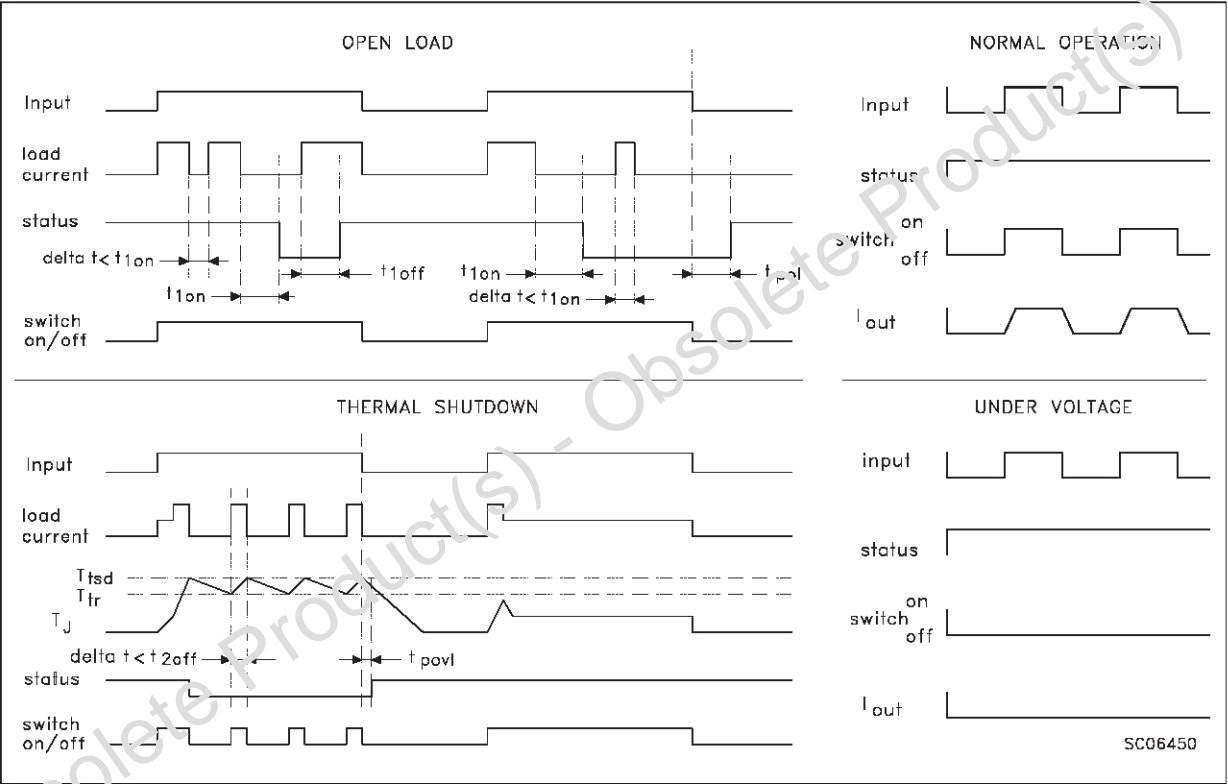 OPEN LOAD
Input
load
current
status
delta t< t1on
t1on
t1off
t1on
delta t< t1on
tpol
switch
on/off
NORMAL OPERATION
Input
status
switch on
off
Iout
THERMAL SHUTDOWN
Input
load
current
Ttsd
Ttr
TJ
delta t< t2off
tpovl
status
switch
on/off
UNDER VOLTAGE
input
status
switch on
off
Iout
SC06450
Obsolete Product(s) - Obsolete Product(s)